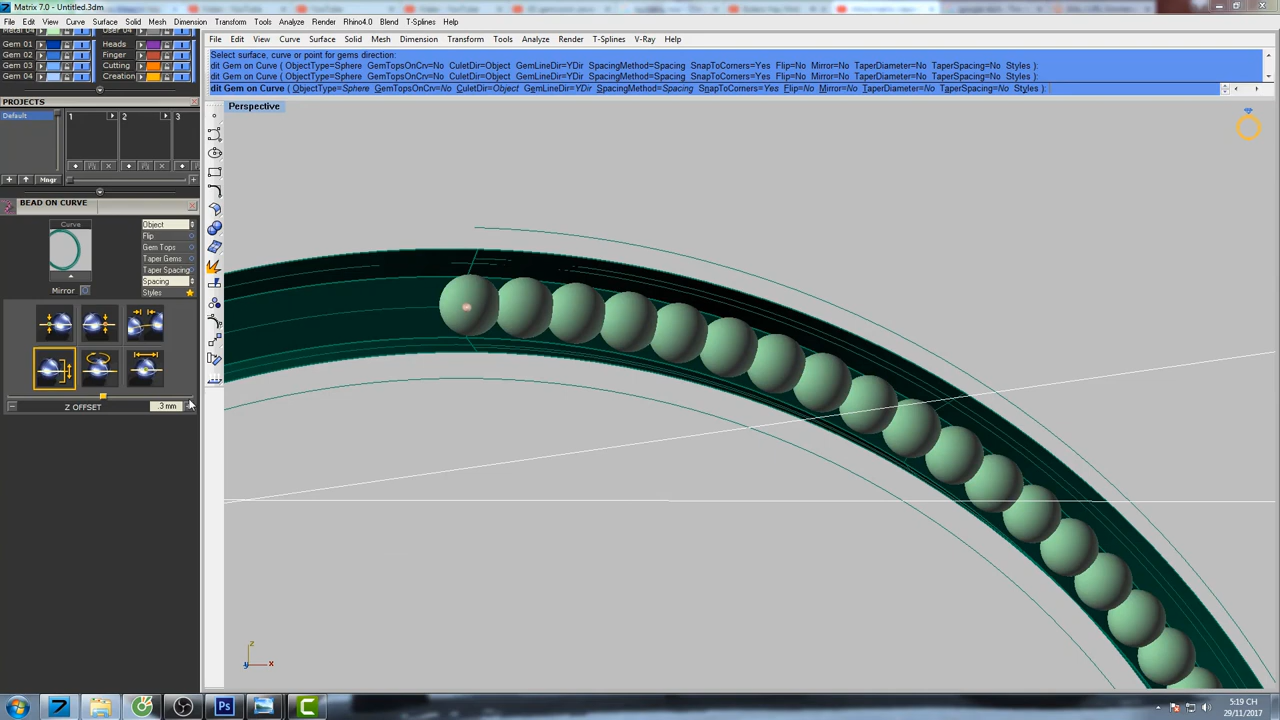 Matrix 7.0 - Untitled.3dm
File Edit View Curve Surface Solid Mesh Dimension Transform Tools Analyze Render Rhino4.0 Blend T-Splines Help
Metal 04 User 04
Gem 01 Heads
Gem 02 Finger
Gem 03 Cutting
Gem 04 Creation
PROJECTS
Default 1 2 3
Mngr
BEAD ON CURVE
Curve
Object
Flip
Gem Tops
Taper Gems
Taper Spacing
Spacing
Mirror
Styles
Z OFFSET .3 mm
File Edit View Curve Surface Solid Mesh Dimension Transform Tools Analyze Render T-Splines V-Ray Help
Select surface, curve or point for gems direction:
dit Gem on Curve ( ObjectType=Sphere GemTopsOnCrv=No CuletDir=Object GemLineDir=YDir SpacingMethod=Spacing SnapToCorners=Yes Flip=No Mirror=No TaperDiameter=No TaperSpacing=No Styles ):
dit Gem on Curve ( ObjectType=Sphere GemTopsOnCrv=No CuletDir=Object GemLineDir=YDir SpacingMethod=Spacing SnapToCorners=Yes Flip=No Mirror=No TaperDiameter=No TaperSpacing=No Styles ):
dit Gem on Curve ( ObjectType=Sphere GemTopsOnCrv=No CuletDir=Object GemLineDir=YDir SpacingMethod=Spacing SnapToCorners=Yes Flip=No Mirror=No TaperDiameter=No TaperSpacing=No Styles ):
Perspective
z
y x
Ps
C
5:19 CH
29/11/2017